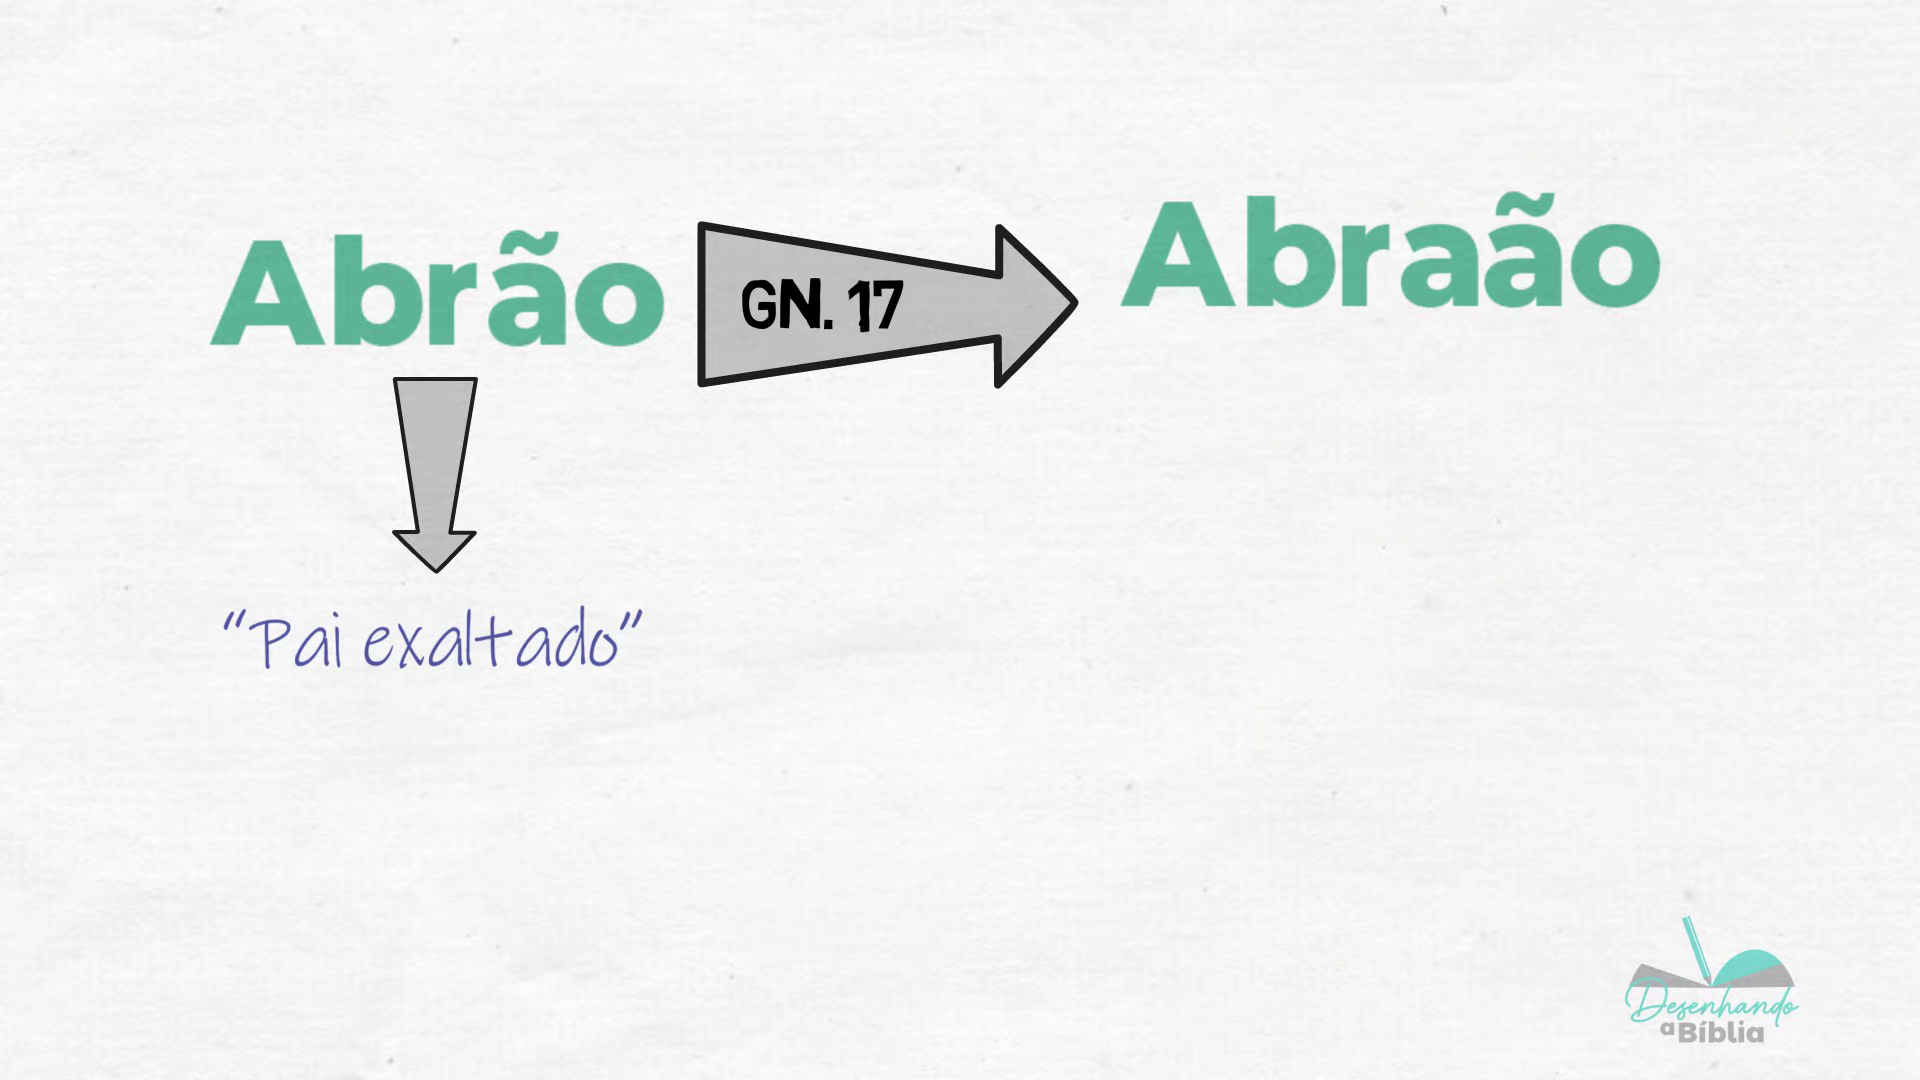 Abrão
GN. 17
Abraão
“Pai exaltado”
Desenhando
a Bíblia